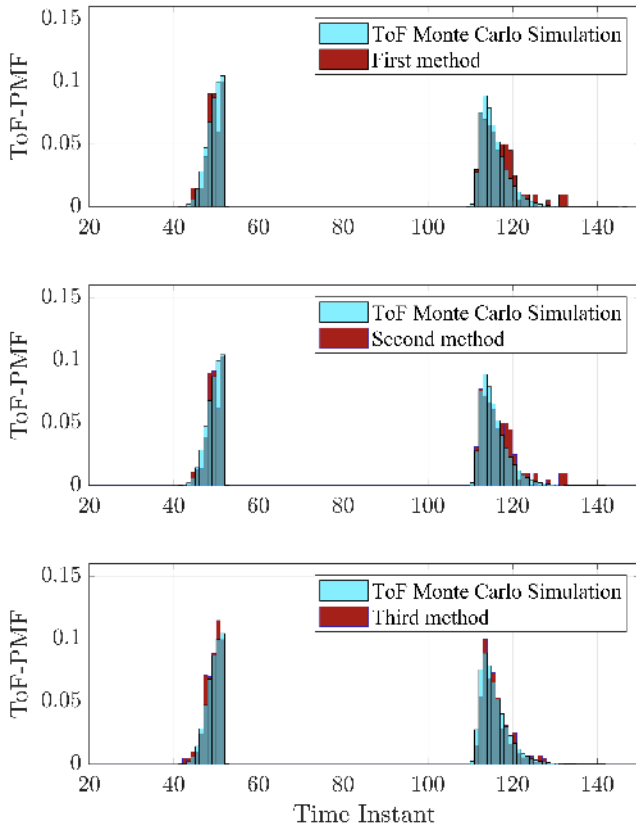 0.15
0.1
0.05
0
ToF-PMF
ToF Monte Carlo Simulation
First method
20 40 60 80 100 120 140
0.15
0.1
0.05
0
ToF-PMF
ToF Monte Carlo Simulation
Second method
20 40 60 80 100 120 140
0.15
0.1
0.05
0
ToF-PMF
ToF Monte Carlo Simulation
Third method
20 40 60 80 100 120 140
Time Instant